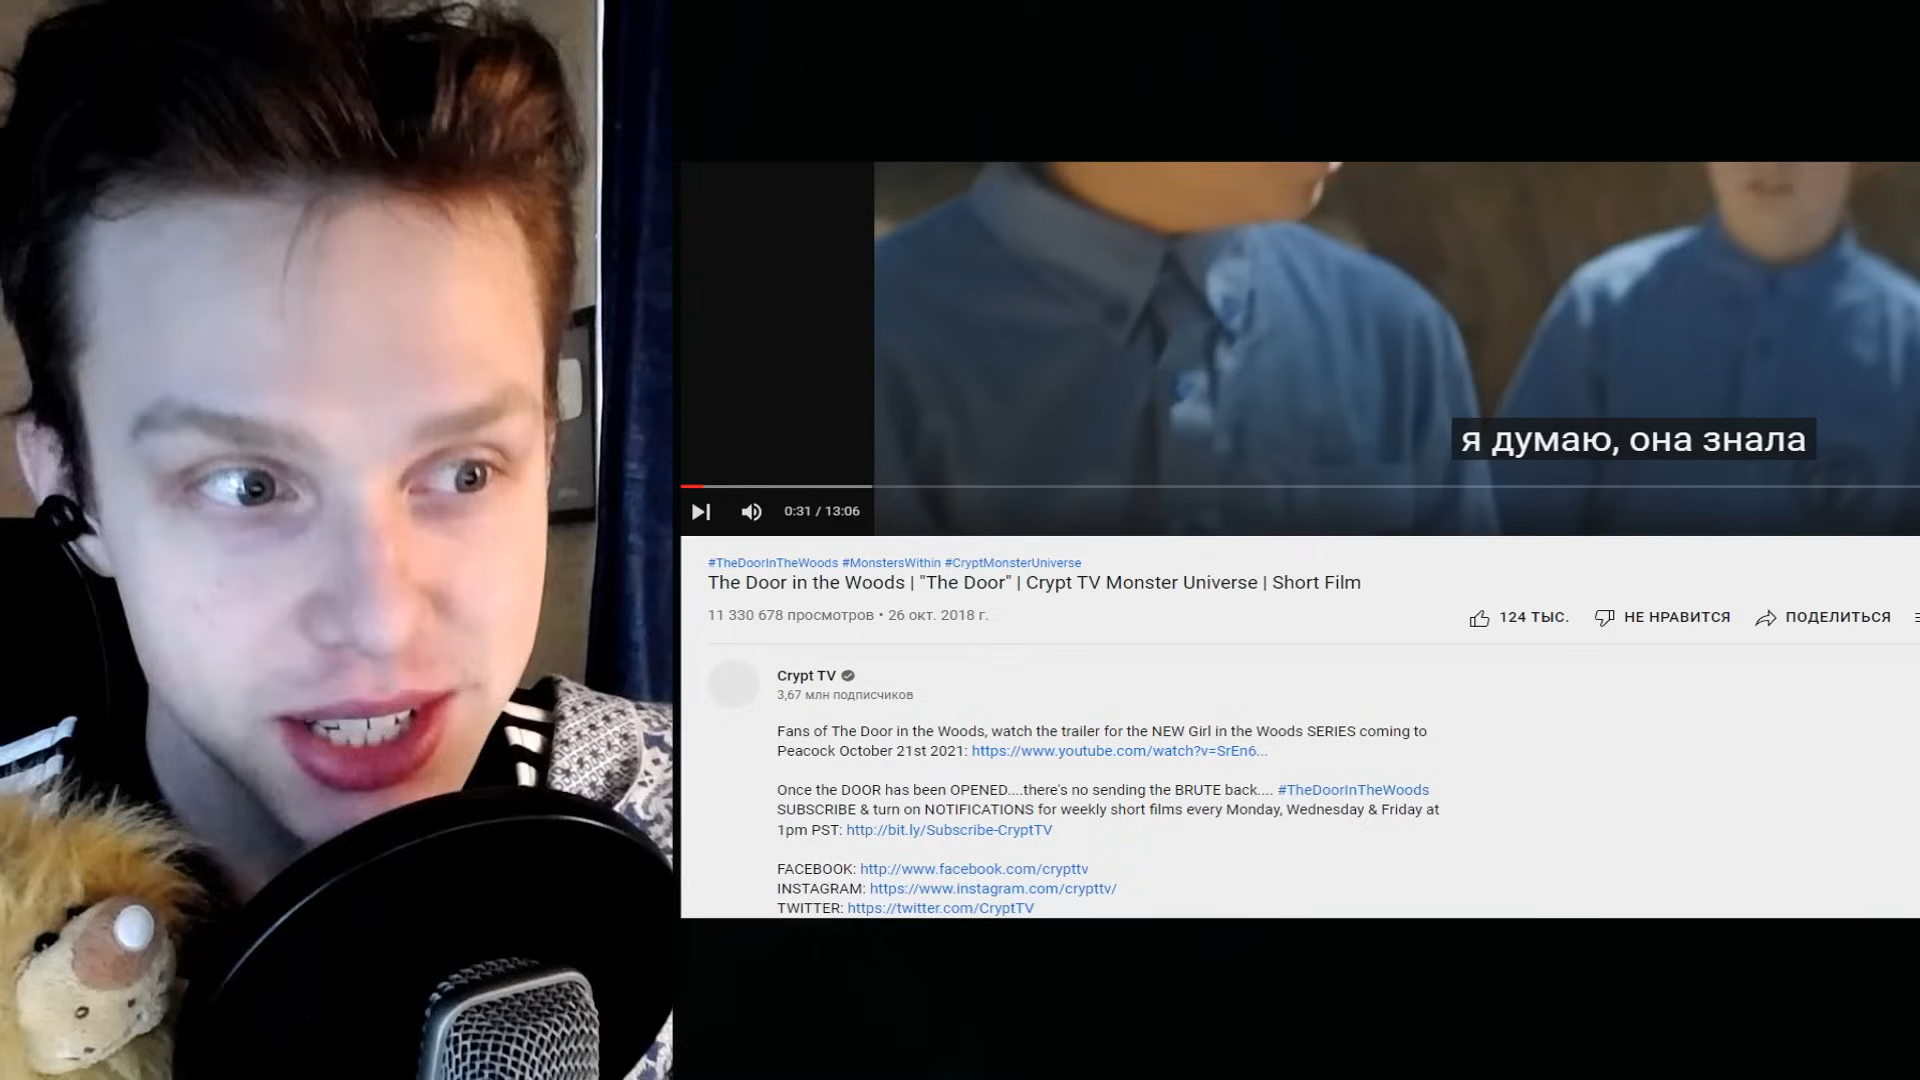 я думаю, она знала
0:31 / 13:06
#TheDoorInTheWoods #MonstersWithin #CryptMonsterUniverse
The Door in the Woods | "The Door" | Crypt TV Monster Universe | Short Film
11 330 678 просмотров • 26 окт. 2018 г.
124 ТЫС. НЕ НРАВИТСЯ ПОДЕЛИТЬСЯ
Crypt TV
3,67 млн подписчиков
Fans of The Door in the Woods, watch the trailer for the NEW Girl in the Woods SERIES coming to
Peacock October 21st 2021: https://www.youtube.com/watch?v=SrEn6...
Once the DOOR has been OPENED....there's no sending the BRUTE back.... #TheDoorInTheWoods
SUBSCRIBE & turn on NOTIFICATIONS for weekly short films every Monday, Wednesday & Friday at
1pm PST: http://bit.ly/Subscribe-CryptTV
FACEBOOK: http://www.facebook.com/crypttv
INSTAGRAM: https://www.instagram.com/crypttv/
TWITTER: https://twitter.com/CryptTV